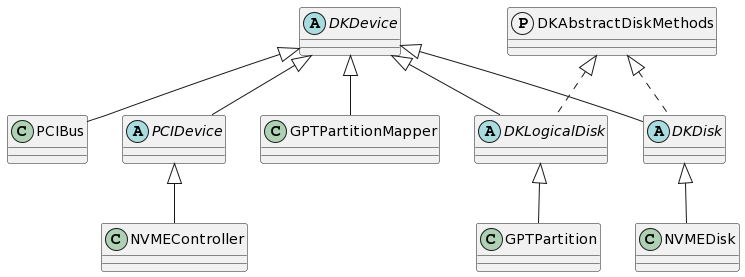 A DKDevice
P DKAbstractDiskMethods
C PCIBus
A PCIDevice
C GPTPartitionMapper
A DKLogicalDisk
A DKDisk
C NVMEController
C GPTPartition
C NVMEDisk